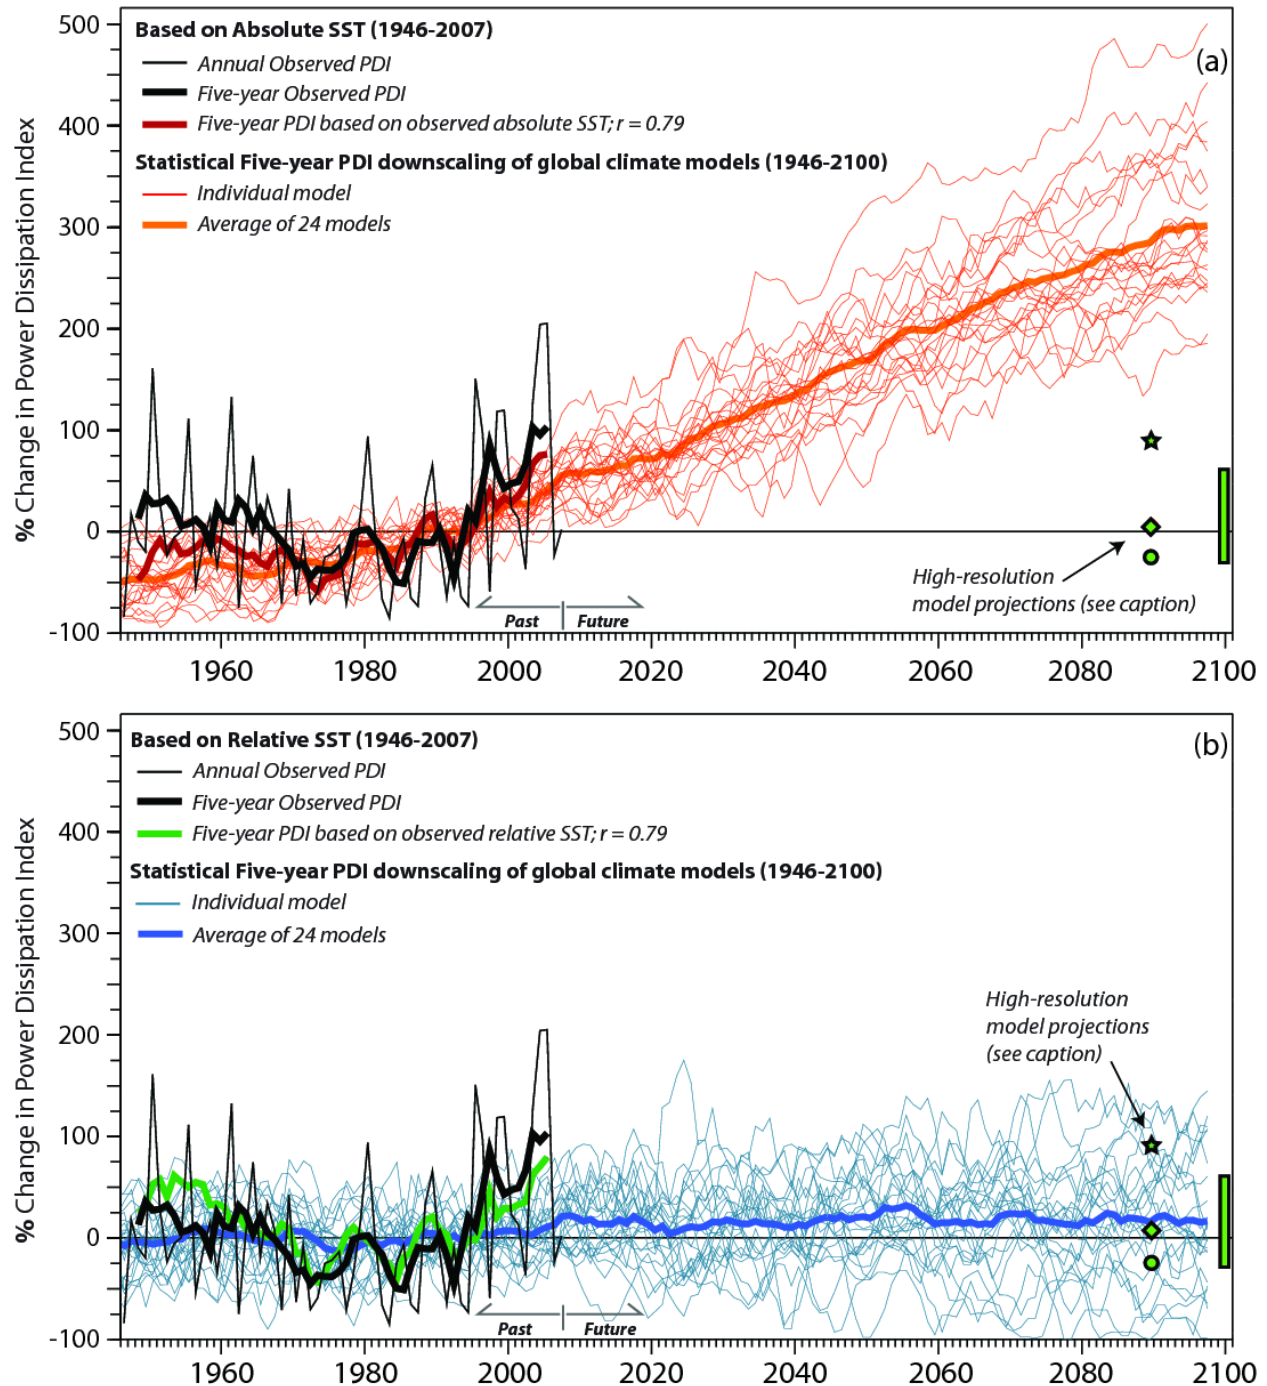 % Change in Power Dissipation Index
500
400
300
200
100
0
-100
Based on Absolute SST (1946-2007)
Annual Observed PDI
Five-year Observed PDI
Five-year PDI based on observed absolute SST; r = 0.79
Statistical Five-year PDI downscaling of global climate models (1946-2100)
Individual model
Average of 24 models
(a)
High-resolution
model projections (see caption)
Past
Future
1960
1980
2000
2020
2040
2060
2080
2100
% Change in Power Dissipation Index
500
400
300
200
100
0
-100
Based on Relative SST (1946-2007)
Annual Observed PDI
Five-year Observed PDI
Five-year PDI based on observed relative SST; r = 0.79
Statistical Five-year PDI downscaling of global climate models (1946-2100)
Individual model
Average of 24 models
(b)
High-resolution
model projections
(see caption)
Past
Future
1960
1980
2000
2020
2040
2060
2080
2100